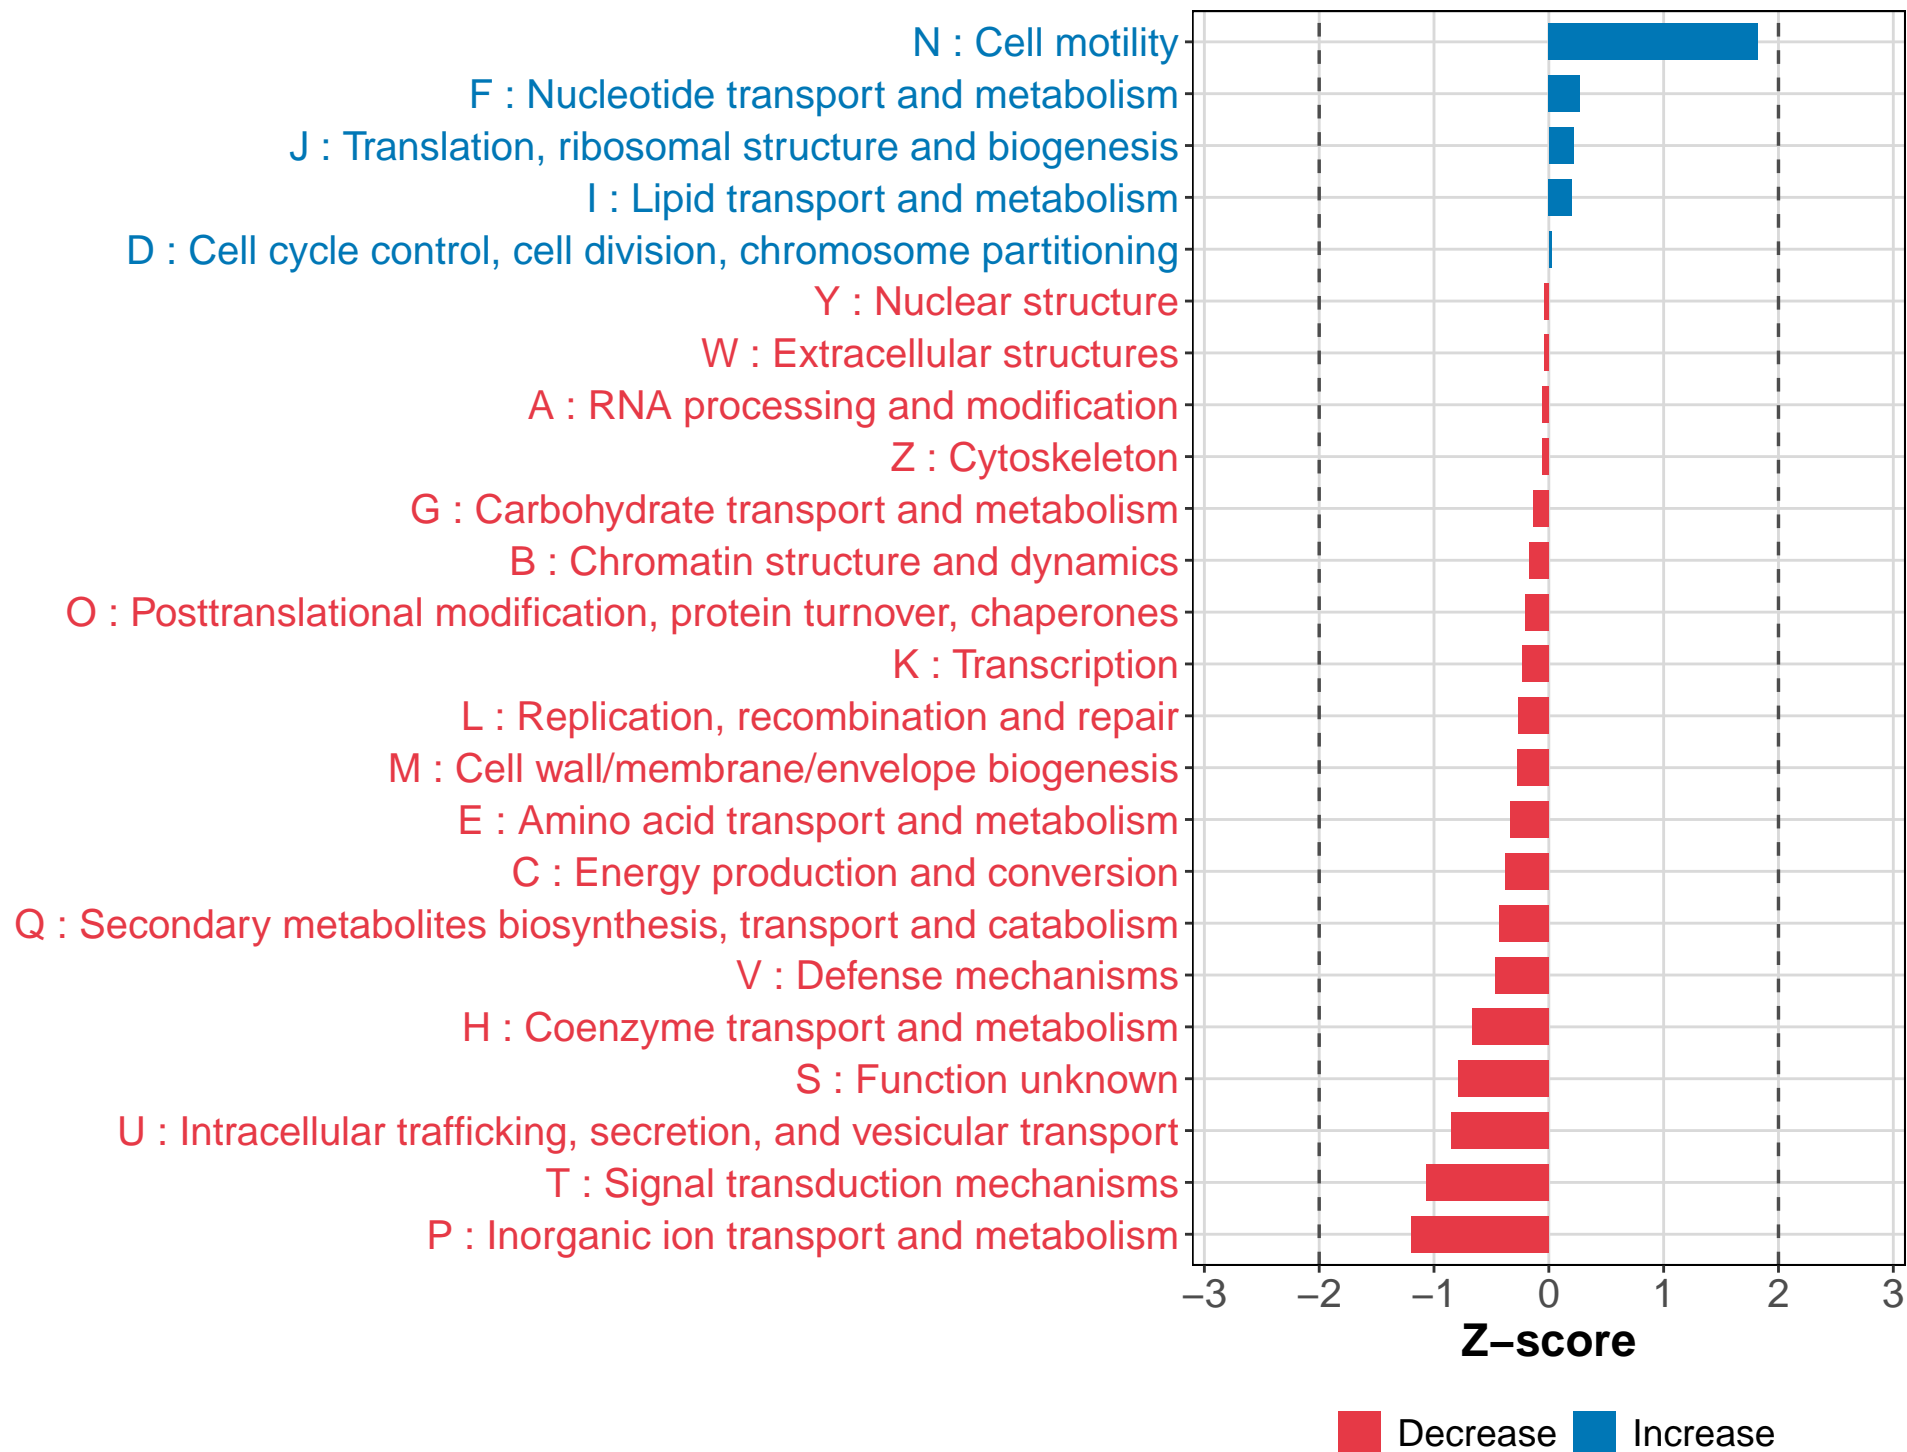 N : Cell motility
F : Nucleotide transport and metabolism
J : Translation, ribosomal structure and biogenesis
I : Lipid transport and metabolism
D : Cell cycle control, cell division, chromosome partitioning
Y : Nuclear structure
W : Extracellular structures
A : RNA processing and modification
Z : Cytoskeleton
G : Carbohydrate transport and metabolism
B : Chromatin structure and dynamics
O : Posttranslational modification, protein turnover, chaperones
K : Transcription
L : Replication, recombination and repair
M : Cell wall/membrane/envelope biogenesis
E : Amino acid transport and metabolism
C : Energy production and conversion
Q : Secondary metabolites biosynthesis, transport and catabolism
V : Defense mechanisms
H : Coenzyme transport and metabolism
S : Function unknown
U : Intracellular trafficking, secretion, and vesicular transport
T : Signal transduction mechanisms
P : Inorganic ion transport and metabolism
−3 −2 −1 0 1 2 3
Z−score
Decrease Increase